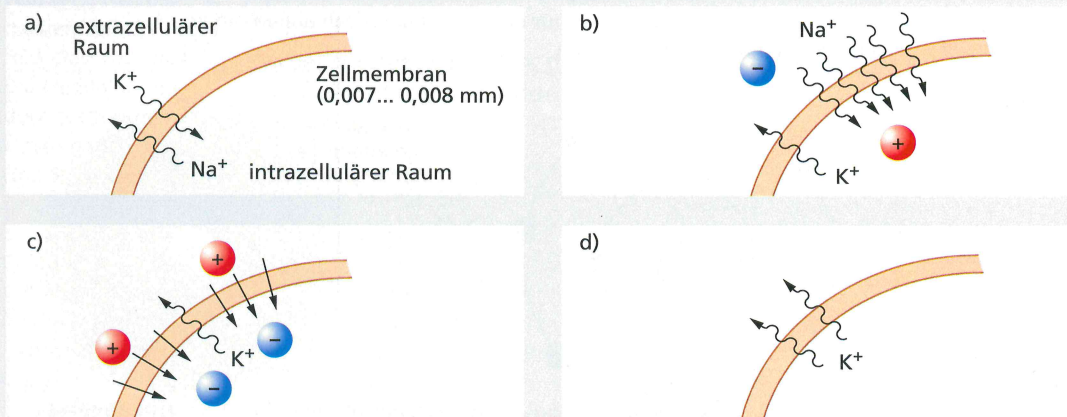 a)
extrazellulärer
Raum
K⁺
Zellmembran
(0,007... 0,008 mm)
Na⁺
intrazellulärer Raum
b)
Na⁺
−
+
K⁺
c)
+
+
−
K⁺
−
d)
K⁺